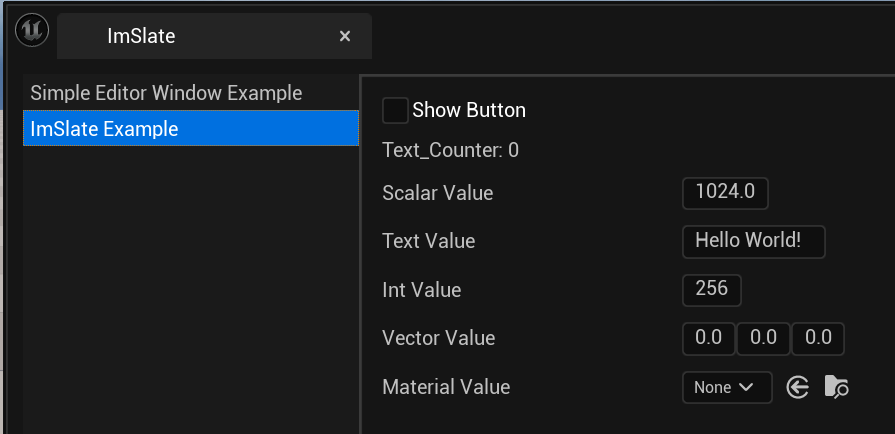 ImSlate
Simple Editor Window Example
ImSlate Example
Show Button
Text_Counter: 0
Scalar Value 1024.0
Text Value Hello World!
Int Value 256
Vector Value 0.0 0.0 0.0
Material Value None